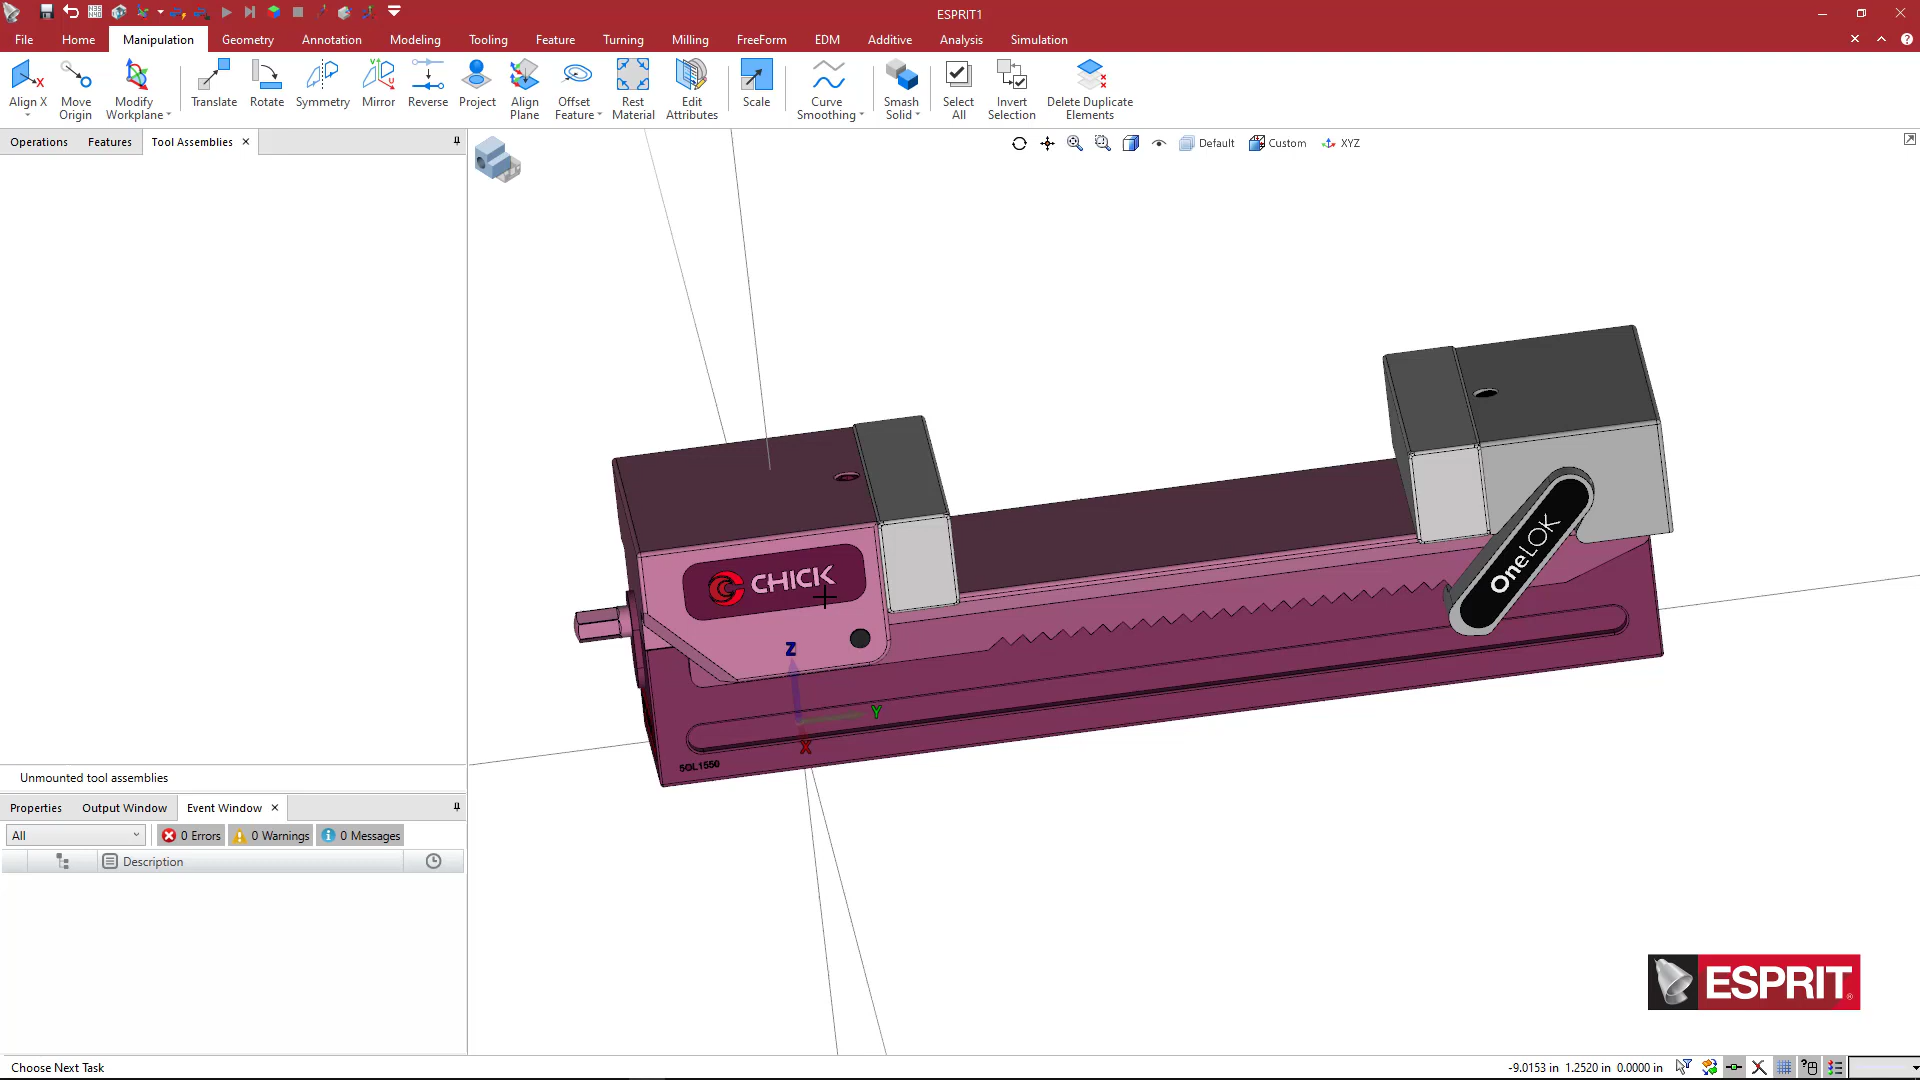 ESPRIT1
File Home Manipulation Geometry Annotation Modeling Tooling Feature Turning Milling FreeForm EDM Additive Analysis Simulation
Align X Move Origin Modify Workplane Translate Rotate Symmetry Mirror Reverse Project Align Plane Offset Feature Rest Material Edit Attributes Scale Curve Smoothing Smash Solid Select All Invert Selection Delete Duplicate Elements
Operations Features Tool Assemblies
Default Custom XYZ
CHICK
OneLOK
Z
Y
X
5OL1550
Unmounted tool assemblies
Properties Output Window Event Window
All 0 Errors 0 Warnings 0 Messages
Description
ESPRIT
Choose Next Task
-9.0153 in 1.2520 in 0.0000 in